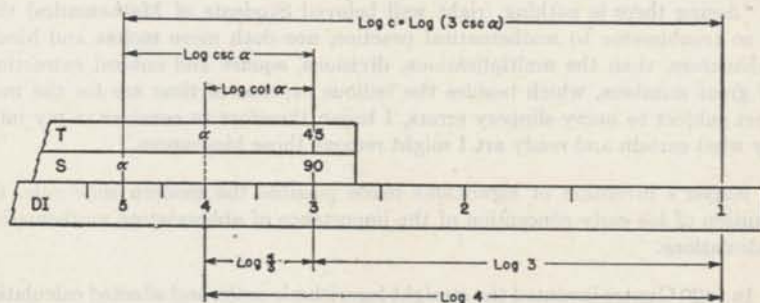 Log c = Log (3 csc α)
Log csc α
Log cot α
T α 45
S α 90
DI 5 4 3 2 1
Log 4/3 Log 3
Log 4